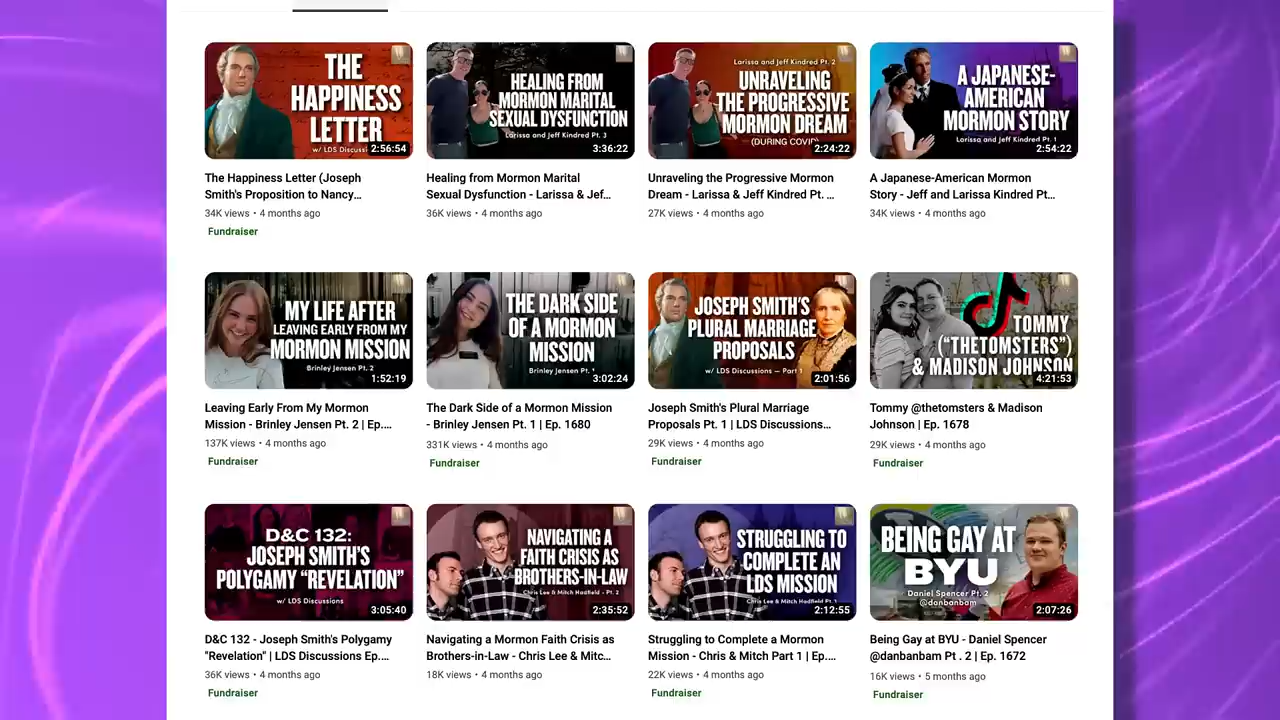 THE
HAPPINESS
LETTER
w/ LDS Discussi
2:56:54
HEALING FROM
MORMON MARITAL
SEXUAL DYSFUNCTION
Larissa and Jeff Kindred Pt. 3
3:36:22
Larissa and Jeff Kindred Pt. 2
UNRAVELING
THE PROGRESSIVE
MORMON DREAM
(DURING COVID)
2:24:22
A JAPANESE-
AMERICAN
MORMON STORY
Larissa and Jeff Kindred Pt. 1
2:54:22
The Happiness Letter (Joseph
Smith's Proposition to Nancy...
34K views • 4 months ago
Fundraiser
Healing from Mormon Marital
Sexual Dysfunction - Larissa & Jef...
36K views • 4 months ago
Unraveling the Progressive Mormon
Dream - Larissa & Jeff Kindred Pt. ...
27K views • 4 months ago
A Japanese-American Mormon
Story - Jeff and Larissa Kindred Pt...
34K views • 4 months ago
MY LIFE AFTER
LEAVING EARLY FROM MY
MORMON MISSION
Brinley Jensen Pt. 2
1:52:19
THE DARK SIDE
OF A MORMON
MISSION
Brinley Jensen Pt. 1
3:02:24
JOSEPH SMITH'S
PLURAL MARRIAGE
PROPOSALS
w/ LDS Discussions — Part 1
2:01:56
TOMMY
("THETOMSTERS")
& MADISON JOHNSON
4:21:53
Leaving Early From My Mormon
Mission - Brinley Jensen Pt. 2 | Ep....
137K views • 4 months ago
Fundraiser
The Dark Side of a Mormon Mission
- Brinley Jensen Pt. 1 | Ep. 1680
331K views • 4 months ago
Fundraiser
Joseph Smith's Plural Marriage
Proposals Pt. 1 | LDS Discussions...
29K views • 4 months ago
Fundraiser
Tommy @thetomsters & Madison
Johnson | Ep. 1678
29K views • 4 months ago
Fundraiser
D&C 132:
JOSEPH SMITH'S
POLYGAMY "REVELATION"
w/ LDS Discussions
3:05:40
NAVIGATING A
FAITH CRISIS AS
BROTHERS-IN-LAW
Chris Lee & Mitch Hadfield - Pt. 2
2:35:52
STRUGGLING TO
COMPLETE AN
LDS MISSION
Chris Lee & Mitch Hadfield Pt. 1
2:12:55
BEING GAY AT
BYU
Daniel Spencer Pt. 2
@danbanbam
2:07:26
D&C 132 - Joseph Smith's Polygamy
"Revelation" | LDS Discussions Ep....
36K views • 4 months ago
Fundraiser
Navigating a Mormon Faith Crisis as
Brothers-in-Law - Chris Lee & Mitc...
18K views • 4 months ago
Struggling to Complete a Mormon
Mission - Chris & Mitch Part 1 | Ep....
22K views • 4 months ago
Fundraiser
Being Gay at BYU - Daniel Spencer
@danbanbam Pt . 2 | Ep. 1672
16K views • 5 months ago
Fundraiser